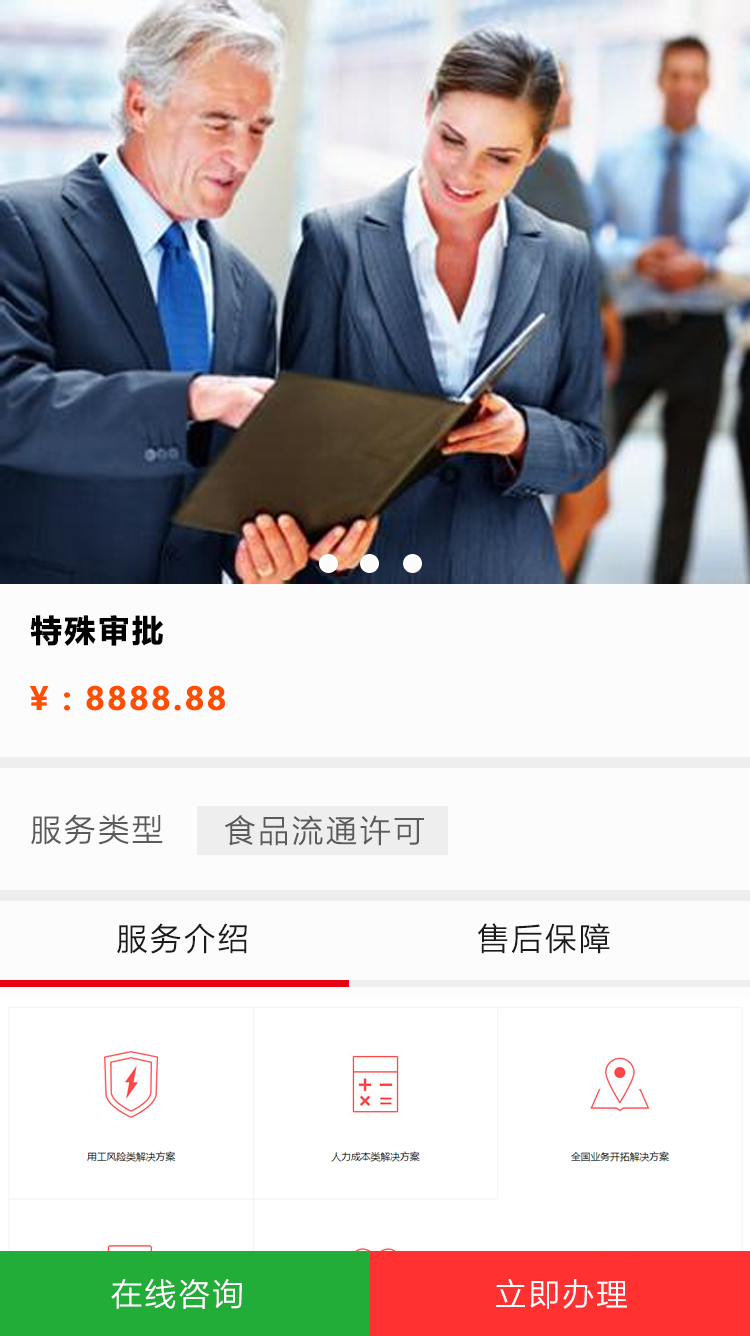 特殊审批
¥：8888.88
服务类型 食品流通许可
服务介绍 售后保障
用工风险类解决方案 人力成本类解决方案 全国业务开拓解决方案
在线咨询 立即办理